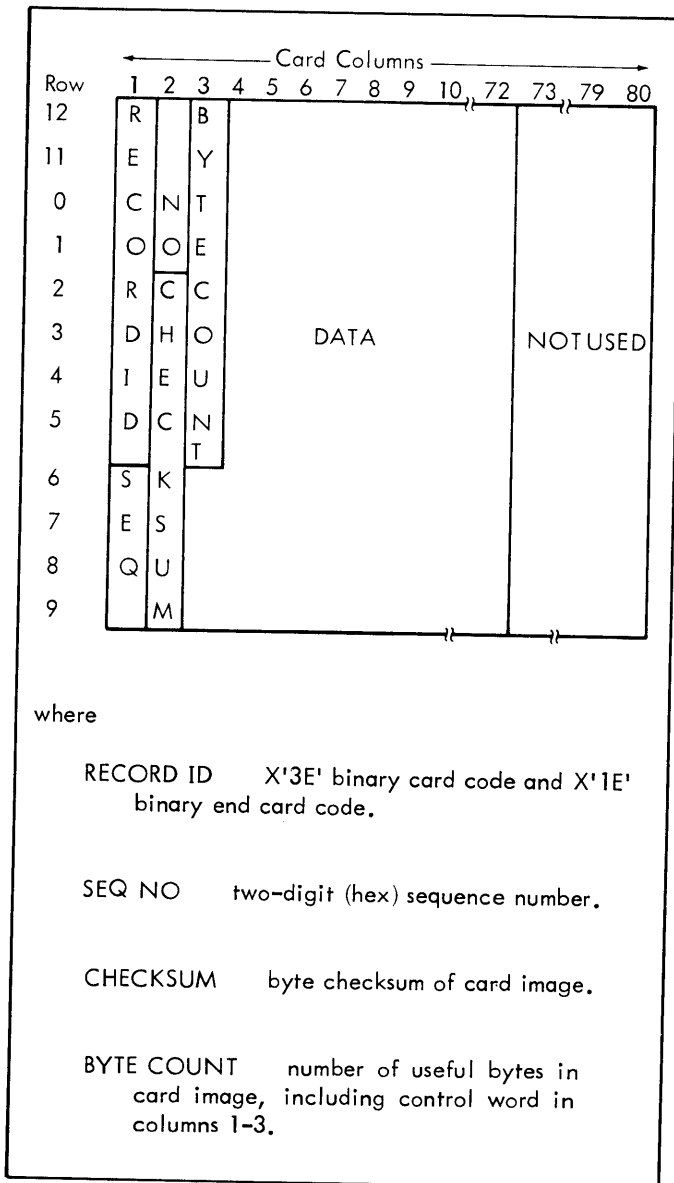 Card Columns
Row 1 2 3 4 5 6 7 8 9 10 72 73 79 80
12 R B
11 E Y
0 C N T
1 O O E
2 R C C
3 D H O DATA NOT USED
4 I E U
5 D C N
T
6 S K
7 E S
8 Q U
9 M
where
RECORD ID X'3E' binary card code and X'1E'
binary end card code.
SEQ NO two-digit (hex) sequence number.
CHECKSUM byte checksum of card image.
BYTE COUNT number of useful bytes in
card image, including control word in
columns 1-3.